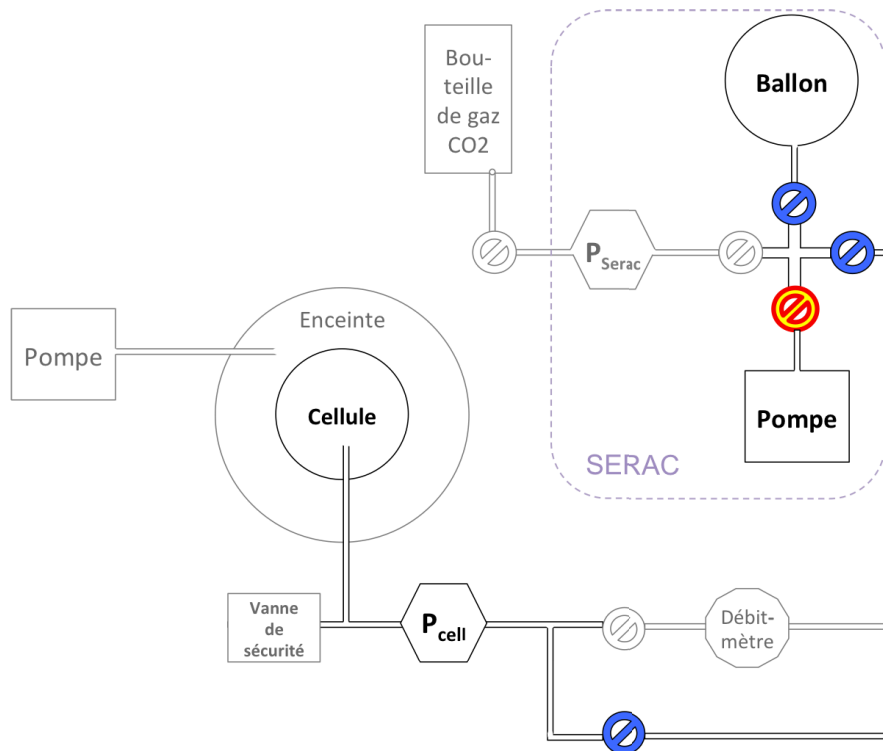 Bou-
teille
de gaz
CO2
Ballon
P Serac
Enceinte
Pompe
Cellule
Pompe
SERAC
Vanne
de
sécurité
P cell
Débit-
mètre